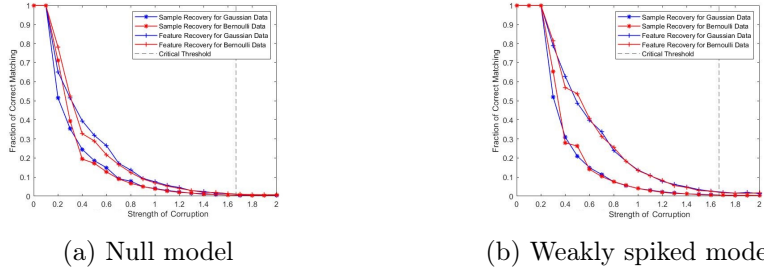 Sample Recovery for Gaussian Data
Sample Recovery for Bernoulli Data
Feature Recovery for Gaussian Data
Feature Recovery for Bernoulli Data
Critical Threshold
Fraction of Correct Matching
1
0.9
0.8
0.7
0.6
0.5
0.4
0.3
0.2
0.1
0
0 0.2 0.4 0.6 0.8 1 1.2 1.4 1.6 1.8 2
Strength of Corruption
(a) Null model
Sample Recovery for Gaussian Data
Sample Recovery for Bernoulli Data
Feature Recovery for Gaussian Data
Feature Recovery for Bernoulli Data
Critical Threshold
Fraction of Correct Matching
1
0.9
0.8
0.7
0.6
0.5
0.4
0.3
0.2
0.1
0
0 0.2 0.4 0.6 0.8 1 1.2 1.4 1.6 1.8 2
Strength of Corruption
(b) Weakly spiked mode